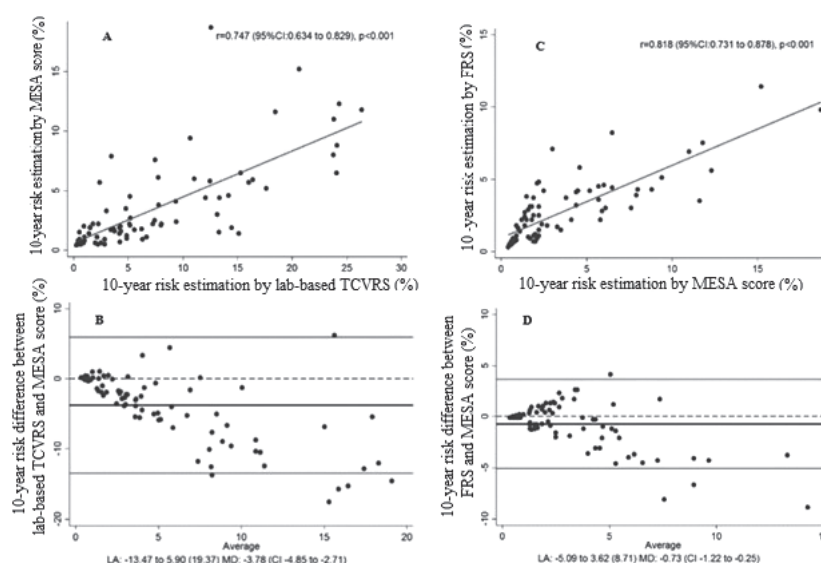 A
r=0.747 (95%CI:0.634 to 0.829), p<0.001
10-year risk estimation by MESA score (%)
15
10
5
0
0 5 10 15 20 25 30
10-year risk estimation by lab-based TCVRS (%)
C
r=0.818 (95%CI:0.731 to 0.878), p<0.001
10 -year risk estimation by FRS (%)
15
10
5
0
0 5 10 15
10-year risk estimation by MESA score (%)
B
10-year risk difference between
lab-based TCVRS and MESA score (%)
10
0
-10
-20
0 5 10 15 20
Average
LA: -13.47 to 5.90 (19.37) MD: -3.78 (CI -4.85 to -2.71)
D
10-year risk difference between
FRS and MESA score (%)
10
5
0
-5
-10
0 5 10
Average
LA: -5.09 to 3.62 (8.71) MD: -0.73 (CI -1.22 to -0.25)